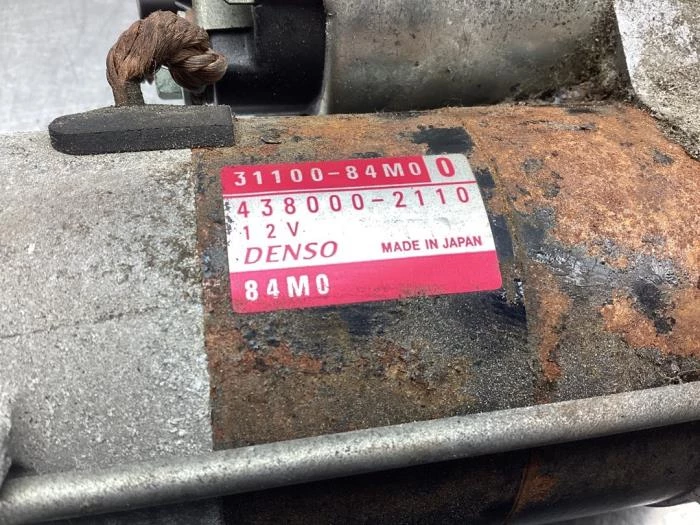 31100-84M0 0
438000-2110
12V
DENSO MADE IN JAPAN
84M0